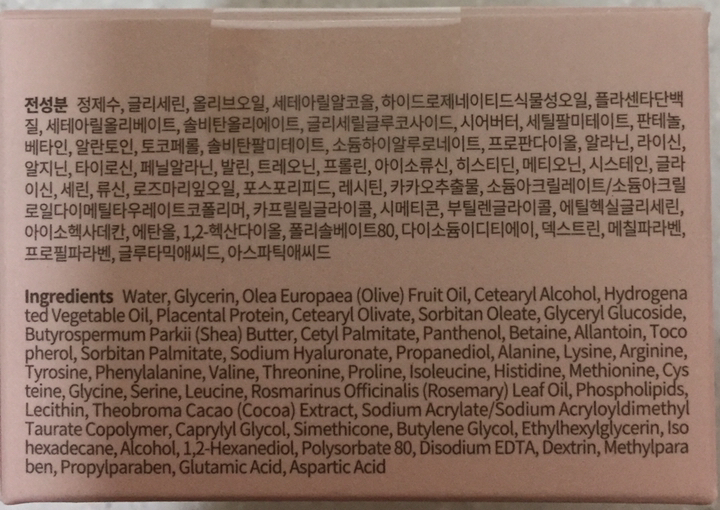 전성분 정제수, 글리세린, 올리브오일, 세테아릴알코올, 하이드로제네이티드식물성오일, 플라센타단백
질, 세테아릴올리베이트, 솔비탄올리에이트, 글리세릴글루코사이드, 시어버터, 세틸팔미테이트, 판테놀,
베타인, 알란토인, 토코페롤, 솔비탄팔미테이트, 소듐하이알루로네이트, 프로판다이올, 알라닌, 라이신,
알지닌, 타이로신, 페닐알라닌, 발린, 트레오닌, 프롤린, 아이소류신, 히스티딘, 메티오닌, 시스테인, 글라
이신, 세린, 류신, 로즈마리잎오일, 포스포리피드, 레시틴, 카카오추출물, 소듐아크릴레이트/소듐아크릴
로일다이메틸타우레이트코폴리머, 카프릴릴글라이콜, 시메티콘, 부틸렌글라이콜, 에틸헥실글리세린,
아이소헥사데칸, 에탄올, 1,2-헥산다이올, 폴리솔베이트80, 다이소듐이디티에이, 덱스트린, 메칠파라벤,
프로필파라벤, 글루타믹애씨드, 아스파틱애씨드
Ingredients Water, Glycerin, Olea Europaea (Olive) Fruit Oil, Cetearyl Alcohol, Hydrogena
ted Vegetable Oil, Placental Protein, Cetearyl Olivate, Sorbitan Oleate, Glyceryl Glucoside,
Butyrospermum Parkii (Shea) Butter, Cetyl Palmitate, Panthenol, Betaine, Allantoin, Toco
pherol, Sorbitan Palmitate, Sodium Hyaluronate, Propanediol, Alanine, Lysine, Arginine,
Tyrosine, Phenylalanine, Valine, Threonine, Proline, Isoleucine, Histidine, Methionine, Cys
teine, Glycine, Serine, Leucine, Rosmarinus Officinalis (Rosemary) Leaf Oil, Phospholipids,
Lecithin, Theobroma Cacao (Cocoa) Extract, Sodium Acrylate/Sodium Acryloyldimethyl
Taurate Copolymer, Caprylyl Glycol, Simethicone, Butylene Glycol, Ethylhexylglycerin, Iso
hexadecane, Alcohol, 1,2-Hexanediol, Polysorbate 80, Disodium EDTA, Dextrin, Methylpara
ben, Propylparaben, Glutamic Acid, Aspartic Acid